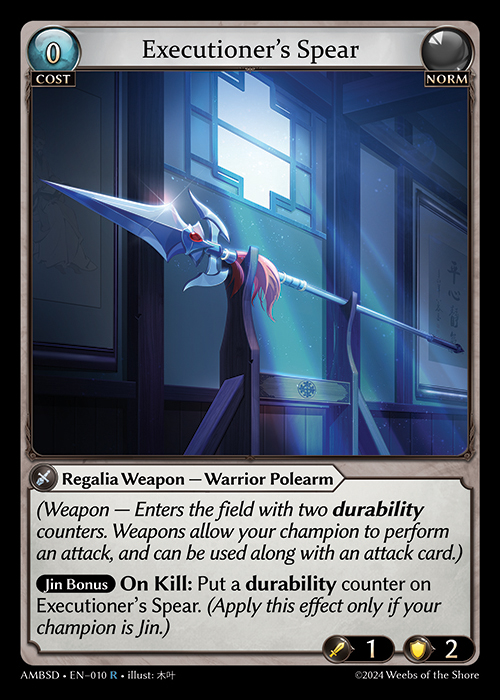 0
COST
Executioner's Spear
NORM
Regalia Weapon — Warrior Polearm
(Weapon — Enters the field with two durability
counters. Weapons allow your champion to perform
an attack, and can be used along with an attack card.)
Jin Bonus On Kill: Put a durability counter on
Executioner's Spear. (Apply this effect only if your
champion is Jin.)
1
2
AMBSD • EN-010 R • illust: 木叶
©2024 Weebs of the Shore